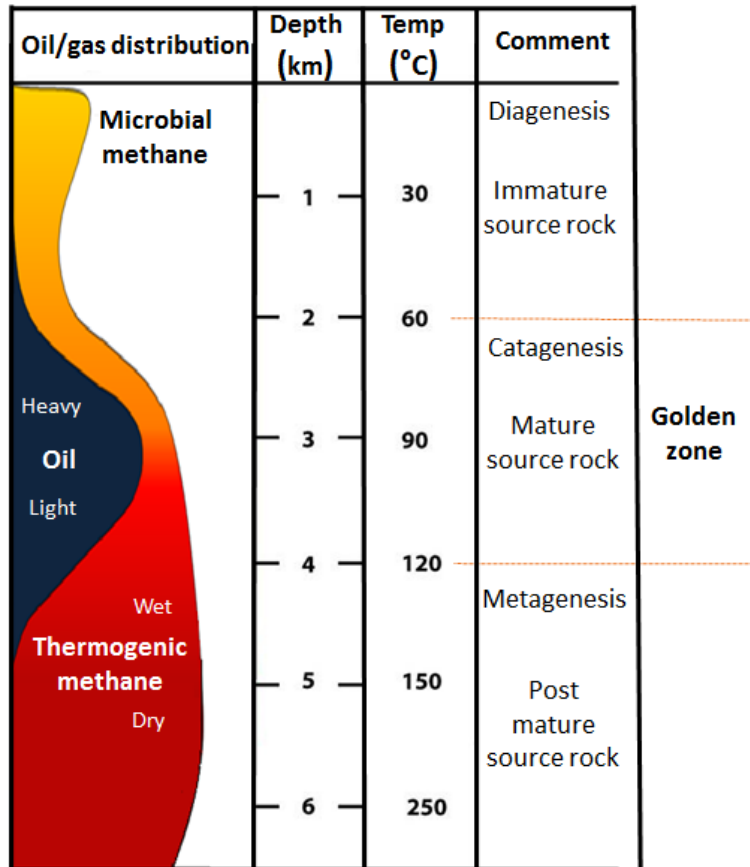 Oil/gas distribution
Depth
(km)
Temp
(°C)
Comment
Microbial
methane
Diagenesis
1
30
Immature
source rock
2
60
Catagenesis
Heavy
Oil
Light
3
90
Mature
source rock
Golden
zone
4
120
Metagenesis
Wet
Thermogenic
methane
Dry
5
150
Post
mature
source rock
6
250